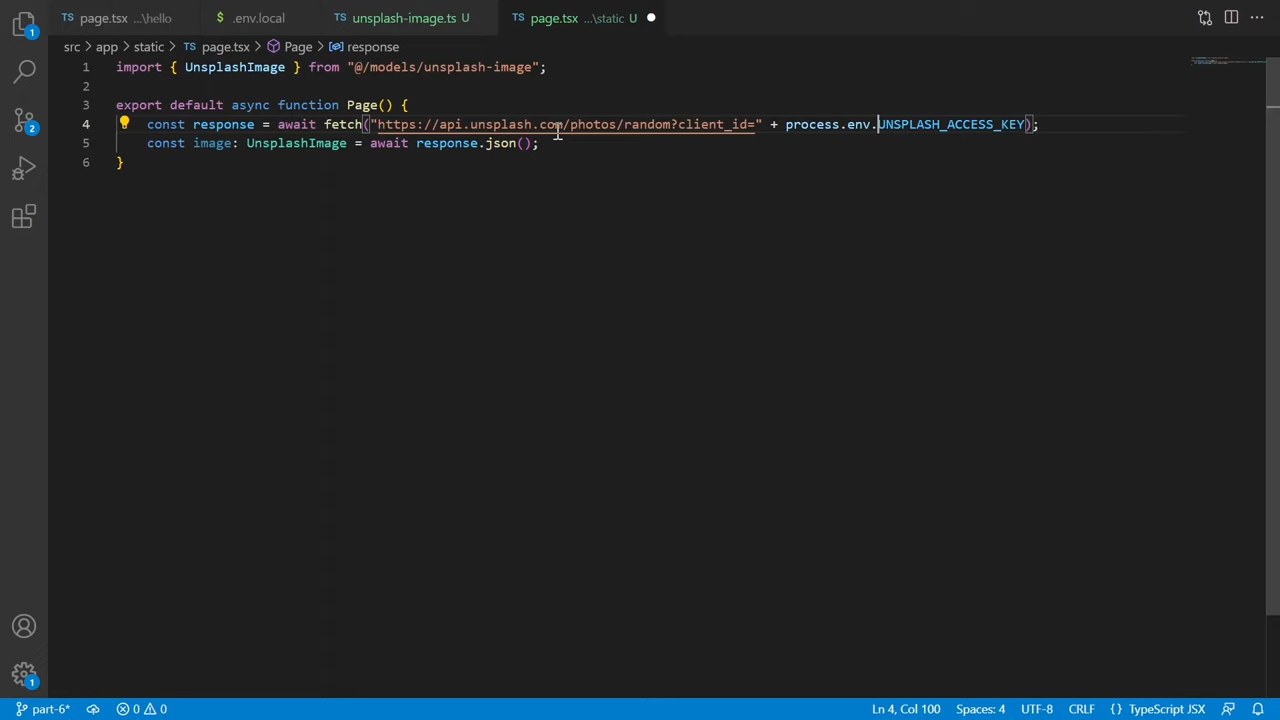 page.tsx ...\hello
$ .env.local
TS unsplash-image.ts U
TS page.tsx ...\static U
src > app > static > TS page.tsx > Page > response
1 import { UnsplashImage } from "@/models/unsplash-image";
2
3 export default async function Page() {
4 const response = await fetch("https://api.unsplash.com/photos/random?client_id=" + process.env.UNSPLASH_ACCESS_KEY);
5 const image: UnsplashImage = await response.json();
6 }
1
2
1
part-6* 0 0 Ln 4, Col 100 Spaces: 4 UTF-8 CRLF {} TypeScript JSX